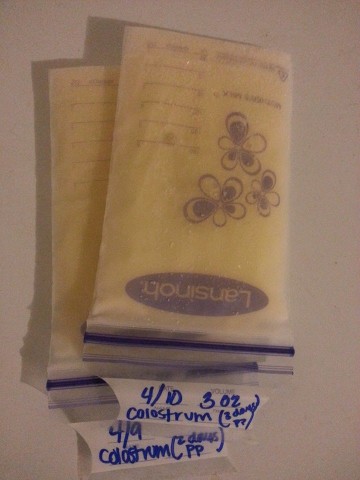 Lansinoh
4/10 3 oz
colostrum (3 days PP)
4/9
colostrum (2 days PP)